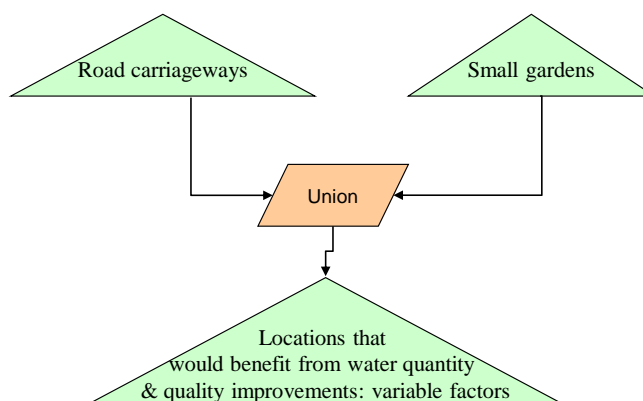 Road carriageways
Small gardens
Union
Locations that
would benefit from water quantity
& quality improvements: variable factors